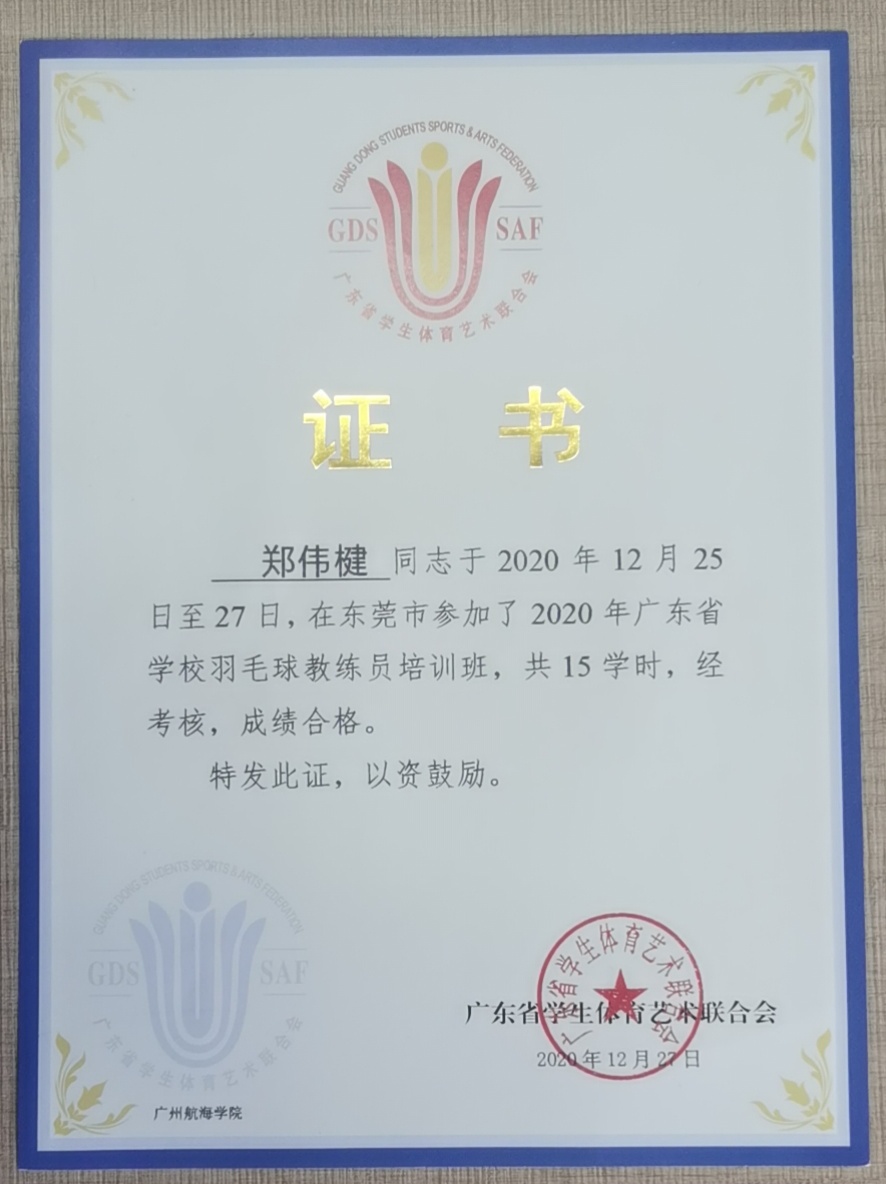 GUANG DONG STUDENTS SPORTS & ARTS FEDERATION
GDS SAF
广东省学生体育艺术联合会
证书
郑伟楗 同志于 2020 年 12 月 25
日至 27 日，在东莞市参加了 2020 年广东省
学校羽毛球教练员培训班，共 15 学时，经
考核，成绩合格。
特发此证，以资鼓励。
GUANG DONG STUDENTS SPORTS & ARTS FEDERATION
GDS SAF
广东省学生体育艺术联合会
广东省学生体育艺术联合会
广东省学生体育艺术联合会
2020 年 12 月 27 日
广州航海学院